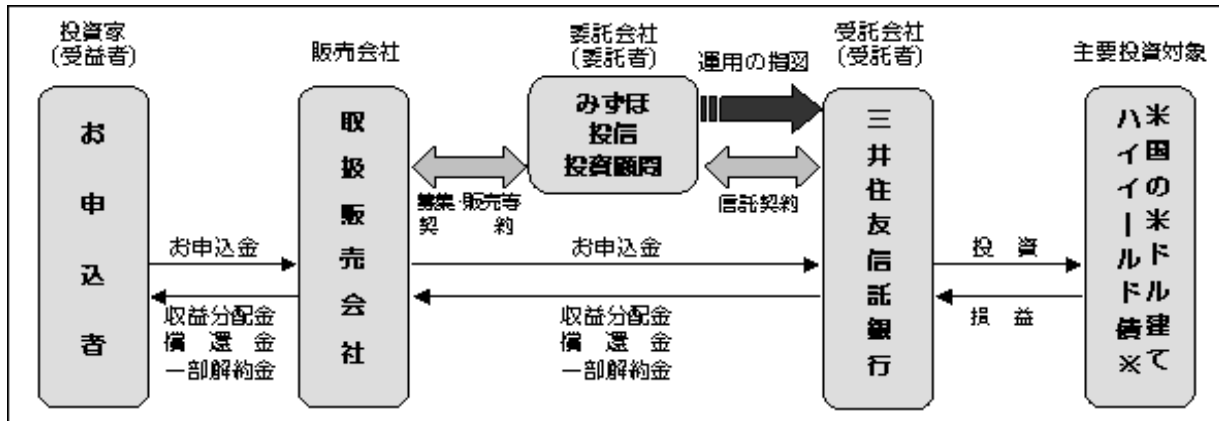 投資家
(受益者)
販売会社
委託会社
(委託者)
運用の指図
受託会社
(受託者)
主要投資対象
お申込者
取扱販売会社
みずほ
投信
投資顧問
三井住友信託銀行
米国の米ドル建て
ハイイールド債※
募集・販売等
契約
信託契約
お申込金
お申込金
投資
収益分配金
償還金
一部解約金
収益分配金
償還金
一部解約金
損益